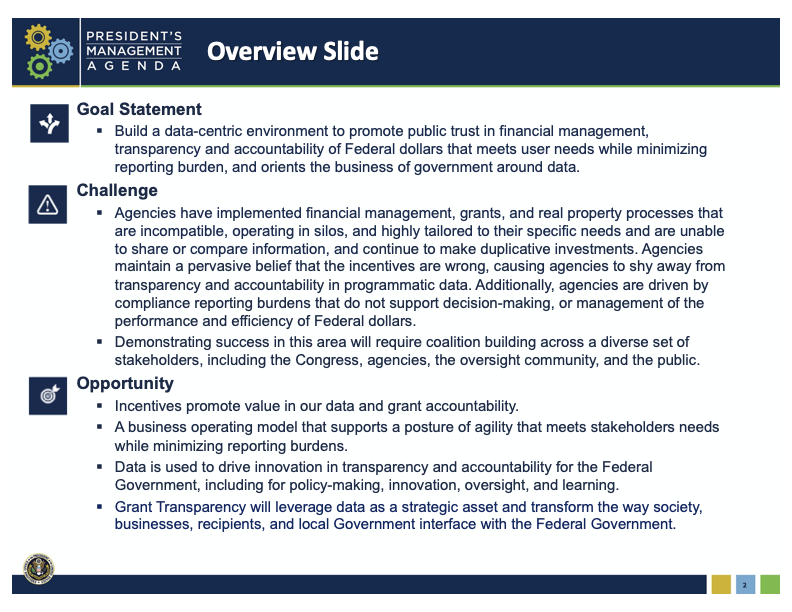 PRESIDENT'S
MANAGEMENT
AGENDA
Overview Slide
Goal Statement
▪ Build a data-centric environment to promote public trust in financial management,
transparency and accountability of Federal dollars that meets user needs while minimizing
reporting burden, and orients the business of government around data.
Challenge
▪ Agencies have implemented financial management, grants, and real property processes that
are incompatible, operating in silos, and highly tailored to their specific needs and are unable
to share or compare information, and continue to make duplicative investments. Agencies
maintain a pervasive belief that the incentives are wrong, causing agencies to shy away from
transparency and accountability in programmatic data. Additionally, agencies are driven by
compliance reporting burdens that do not support decision-making, or management of the
performance and efficiency of Federal dollars.
▪ Demonstrating success in this area will require coalition building across a diverse set of
stakeholders, including the Congress, agencies, the oversight community, and the public.
Opportunity
▪ Incentives promote value in our data and grant accountability.
▪ A business operating model that supports a posture of agility that meets stakeholders needs
while minimizing reporting burdens.
▪ Data is used to drive innovation in transparency and accountability for the Federal
Government, including for policy-making, innovation, oversight, and learning.
▪ Grant Transparency will leverage data as a strategic asset and transform the way society,
businesses, recipients, and local Government interface with the Federal Government.
2